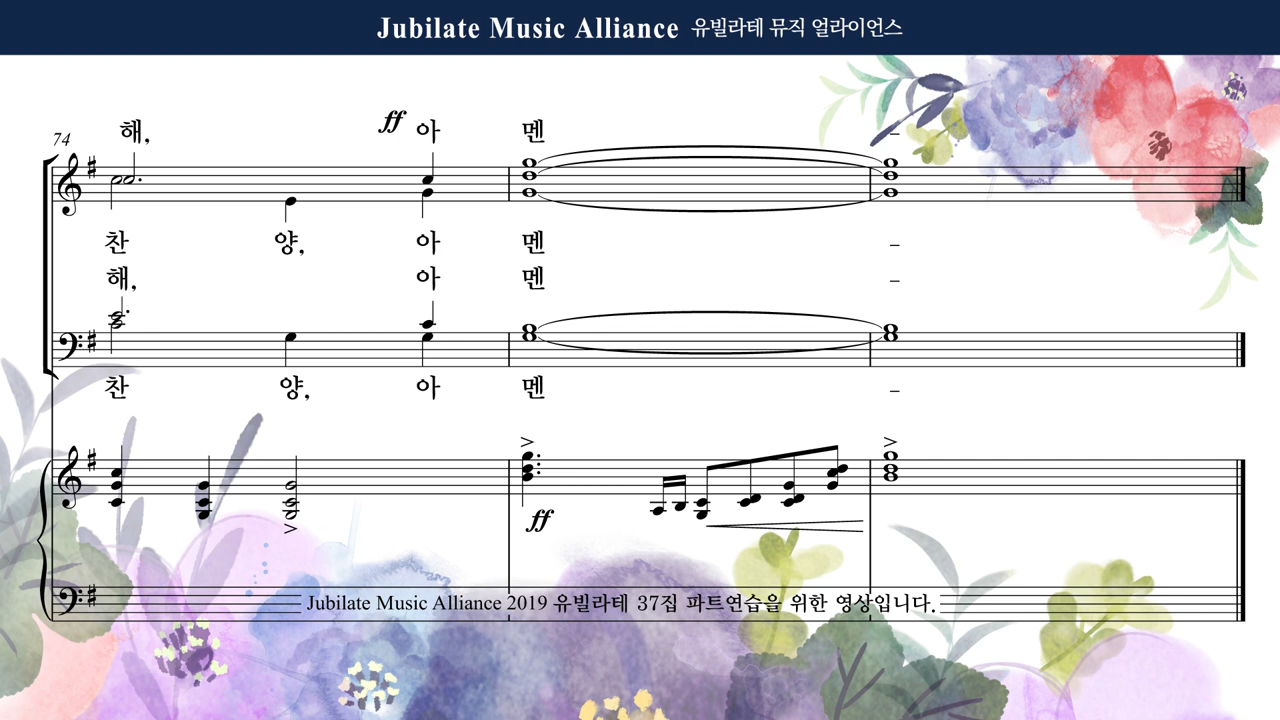 Jubilate Music Alliance 유빌라테 뮤직 얼라이언스
74
해, ff 아 멘 -
찬 양, 아 멘 -
해, 아 멘 -
찬 양, 아 멘 -
ff
Jubilate Music Alliance 2019 유빌라테 37집 파트연습을 위한 영상입니다.